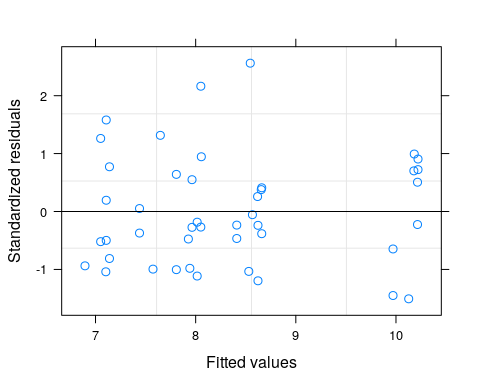 Standardized residuals
2
1
0
-1
7 8 9 10
Fitted values